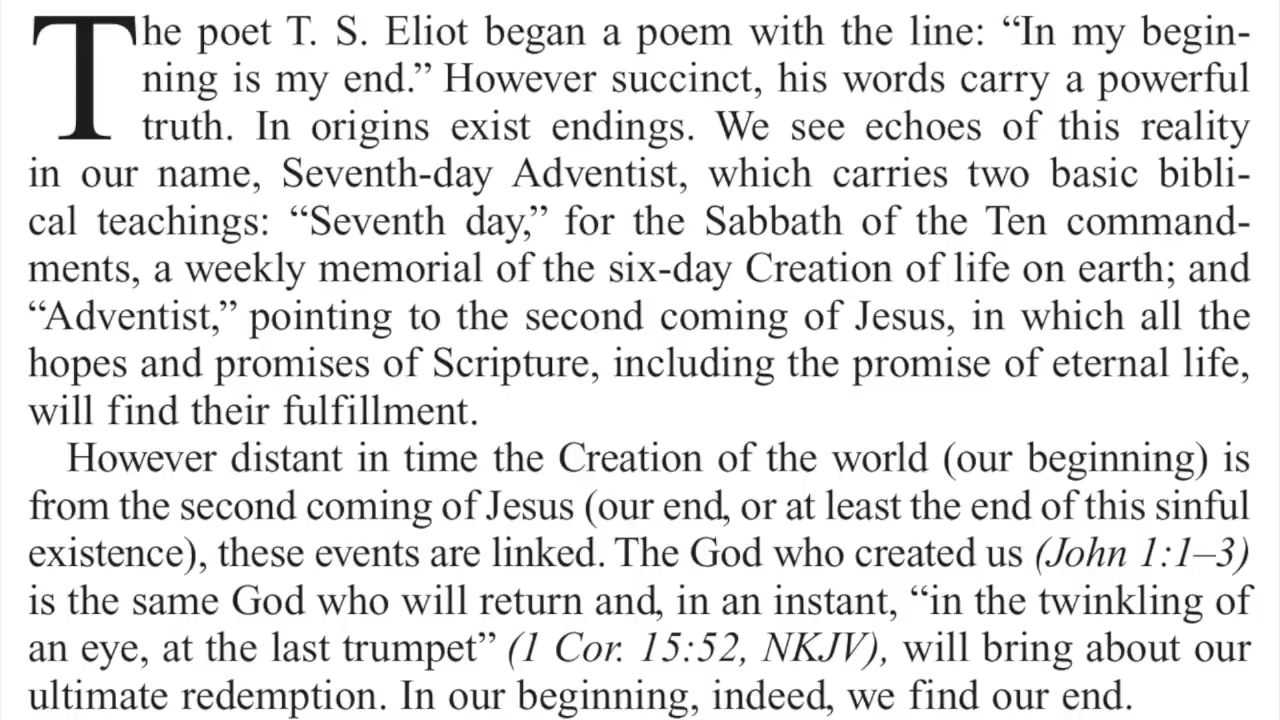 The poet T. S. Eliot began a poem with the line: “In my begin-
ning is my end.” However succinct, his words carry a powerful
truth. In origins exist endings. We see echoes of this reality
in our name, Seventh-day Adventist, which carries two basic bibli-
cal teachings: “Seventh day,” for the Sabbath of the Ten command-
ments, a weekly memorial of the six-day Creation of life on earth; and
“Adventist,” pointing to the second coming of Jesus, in which all the
hopes and promises of Scripture, including the promise of eternal life,
will find their fulfillment.
However distant in time the Creation of the world (our beginning) is
from the second coming of Jesus (our end, or at least the end of this sinful
existence), these events are linked. The God who created us (John 1:1–3)
is the same God who will return and, in an instant, “in the twinkling of
an eye, at the last trumpet” (1 Cor. 15:52, NKJV), will bring about our
ultimate redemption. In our beginning, indeed, we find our end.